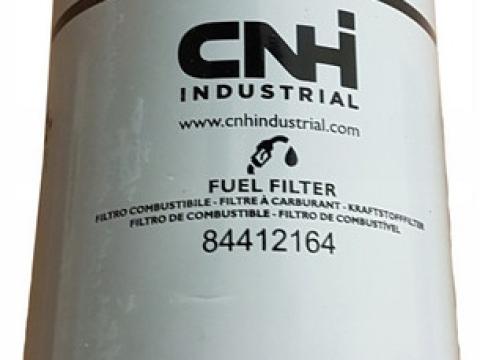 CNH
INDUSTRIAL
www.cnhindustrial.com
FUEL FILTER
FILTRO COMBUSTIBILE - FILTRE À CARBURANT - KRAFTSTOFFFILTER
FILTRO DE COMBUSTIBLE - FILTRO DE COMBUSTÍVEL
84412164